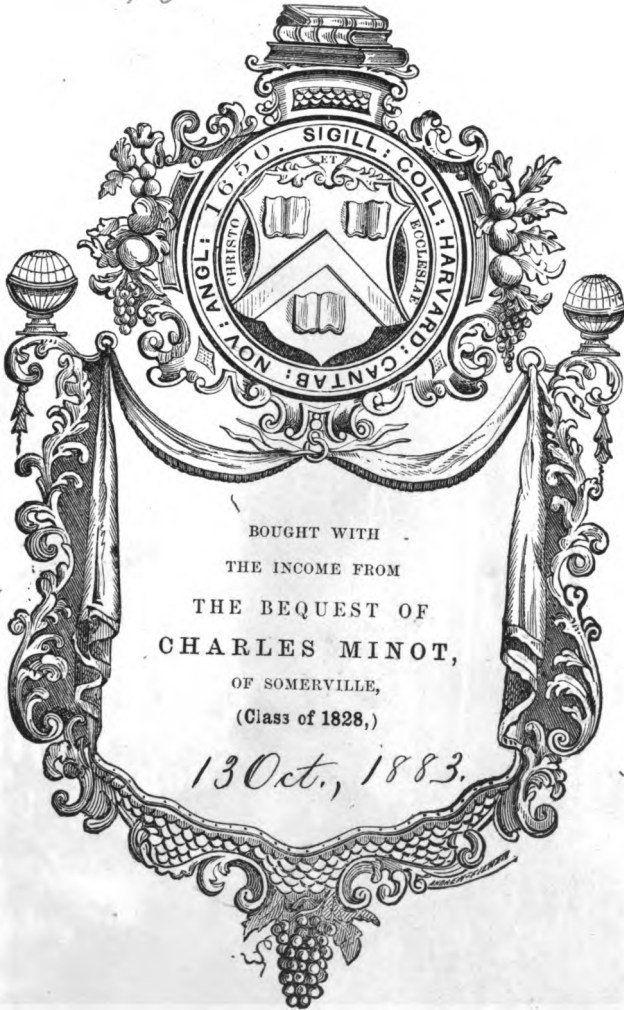 SIGILL: COLL: HARVARD: CANTAB: NOV: ANGL: 1650.
ET
CHRISTO
ECCLESIAE
BOUGHT WITH
THE INCOME FROM
THE BEQUEST OF
CHARLES MINOT,
OF SOMERVILLE,
(Class of 1828,)
13 Oct., 1883.